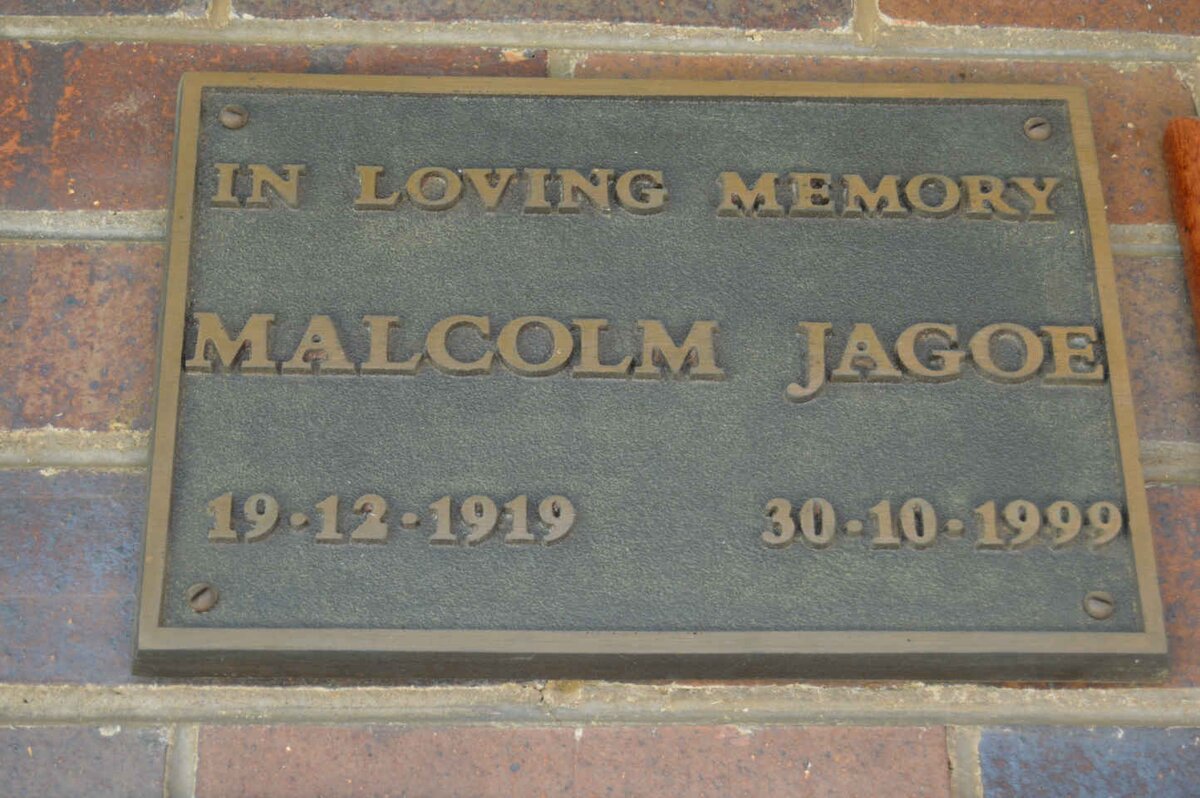 IN LOVING MEMORY
MALCOLM JAGOE
19-12-1919 30-10-1999